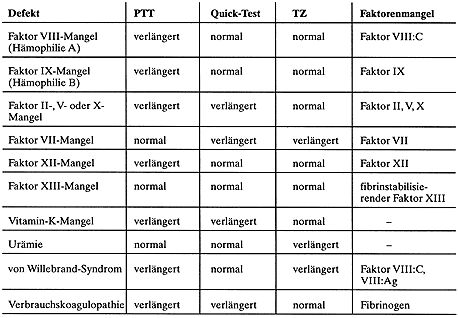 Defekt PTT Quick-Test TZ Faktorenmangel
Faktor VIII-Mangel verlängert normal normal Faktor VIII:C
(Hämophilie A)
Faktor IX-Mangel verlängert normal normal Faktor IX
(Hämophilie B)
Faktor II-, V- oder X- verlängert verlängert normal Faktor II, V, X
Mangel
Faktor VII-Mangel normal verlängert verlängert Faktor VII
Faktor XII-Mangel verlängert normal normal Faktor XII
Faktor XIII-Mangel normal normal normal fibrinstabilisie-
render Faktor XIII
Vitamin-K-Mangel verlängert verlängert normal –
Urämie normal normal verlängert –
von Willebrand-Syndrom verlängert normal verlängert Faktor VIII:C,
VIII:Ag
Verbrauchskoagulopathie verlängert verlängert normal Fibrinogen